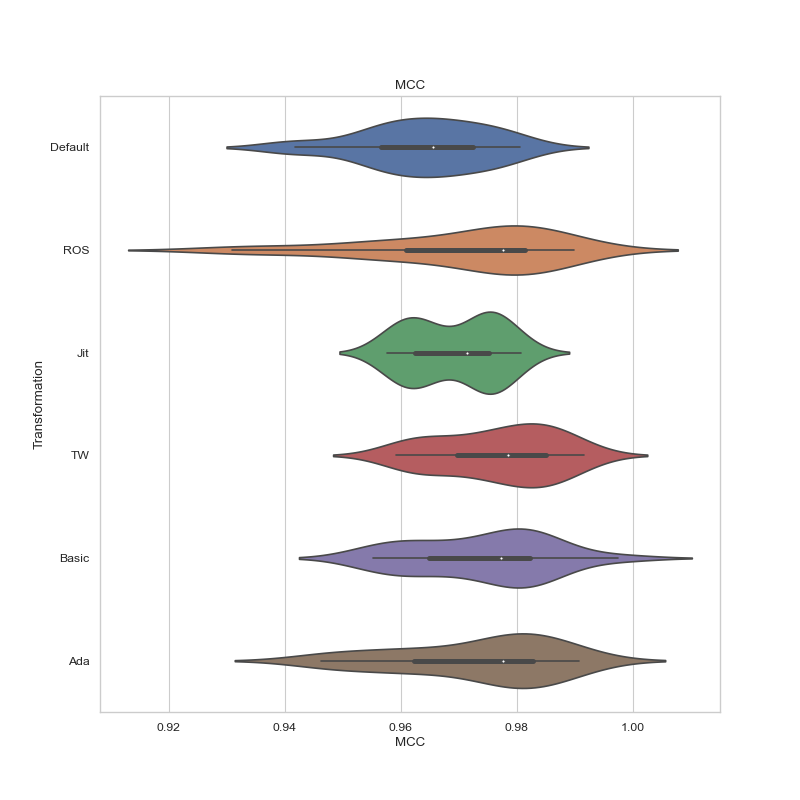 MCC
Transformation
Default
ROS
Jit
TW
Basic
Ada
0.92 0.94 0.96 0.98 1.00
MCC